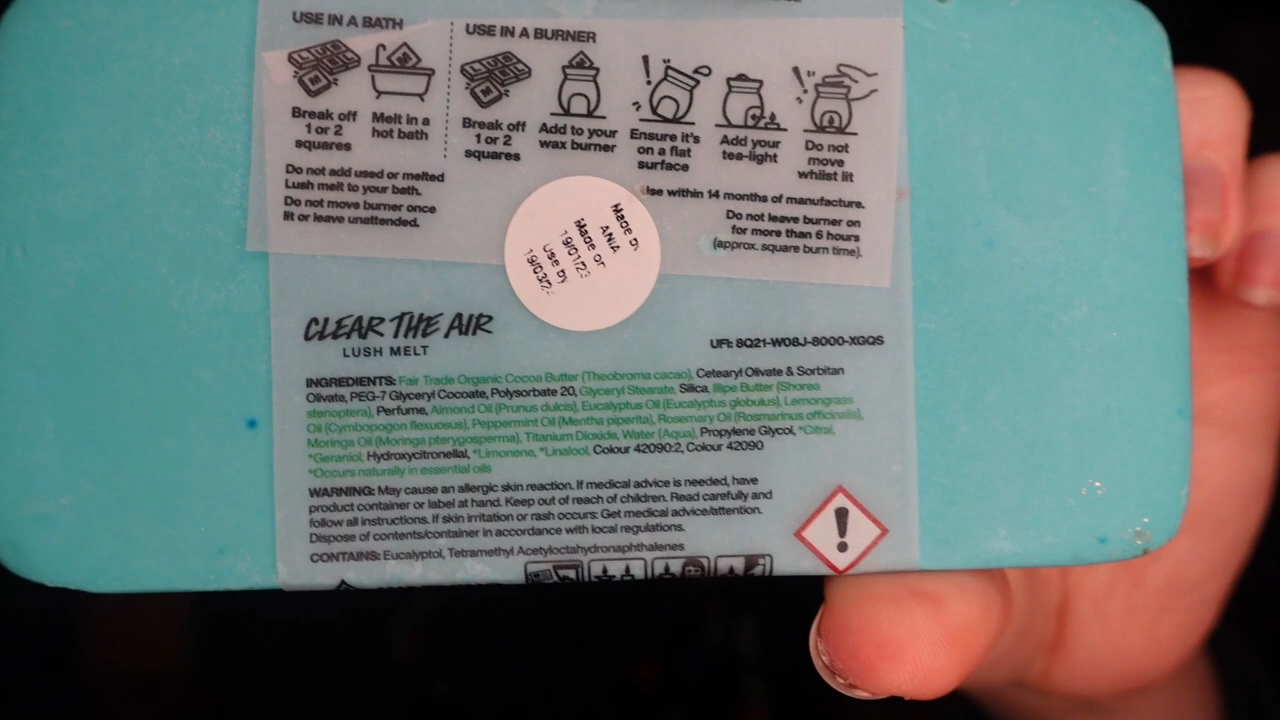 USE IN A BATH
Break off
1 or 2
squares
Melt in a
hot bath
Do not add used or melted
Lush melt to your bath.
Do not move burner once
lit or leave unattended.
USE IN A BURNER
Break off
1 or 2
squares
Add to your
wax burner
Ensure it's
on a flat
surface
Add your
tea-light
Do not
move
whilst lit
Use within 14 months of manufacture.
Do not leave burner on
for more than 6 hours
(approx. square burn time).
Made
ANIA
Made
19/01/23
Use by
19/03/2
CLEAR THE AIR
LUSH MELT
UFI: 8Q21-W08J-8000-XGQS
INGREDIENTS: Fair Trade Organic Cocoa Butter (Theobroma cacao), Cetearyl Olivate & Sorbitan
Olivate, PEG-7 Glyceryl Cocoate, Polysorbate 20, Glyceryl Stearate, Silica, Illipe Butter (Shorea
stenoptera), Perfume, Almond Oil (Prunus dulcis), Eucalyptus Oil (Eucalyptus globulus), Lemongrass
Oil (Cymbopogon flexuosus), Peppermint Oil (Mentha piperita), Rosemary Oil (Rosmarinus officinalis),
Moringa Oil (Moringa pterygosperma), Titanium Dioxide, Water (Aqua), Propylene Glycol, *Citral,
*Geraniol, Hydroxycitronellal, *Limonene, *Linalool, Colour 42090:2, Colour 42090
*Occurs naturally in essential oils
WARNING: May cause an allergic skin reaction. If medical advice is needed, have
product container or label at hand. Keep out of reach of children. Read carefully and
follow all instructions. If skin irritation or rash occurs: Get medical advice/attention.
Dispose of contents/container in accordance with local regulations.
CONTAINS: Eucalyptol, Tetramethyl Acetyloctahydronaphthalenes